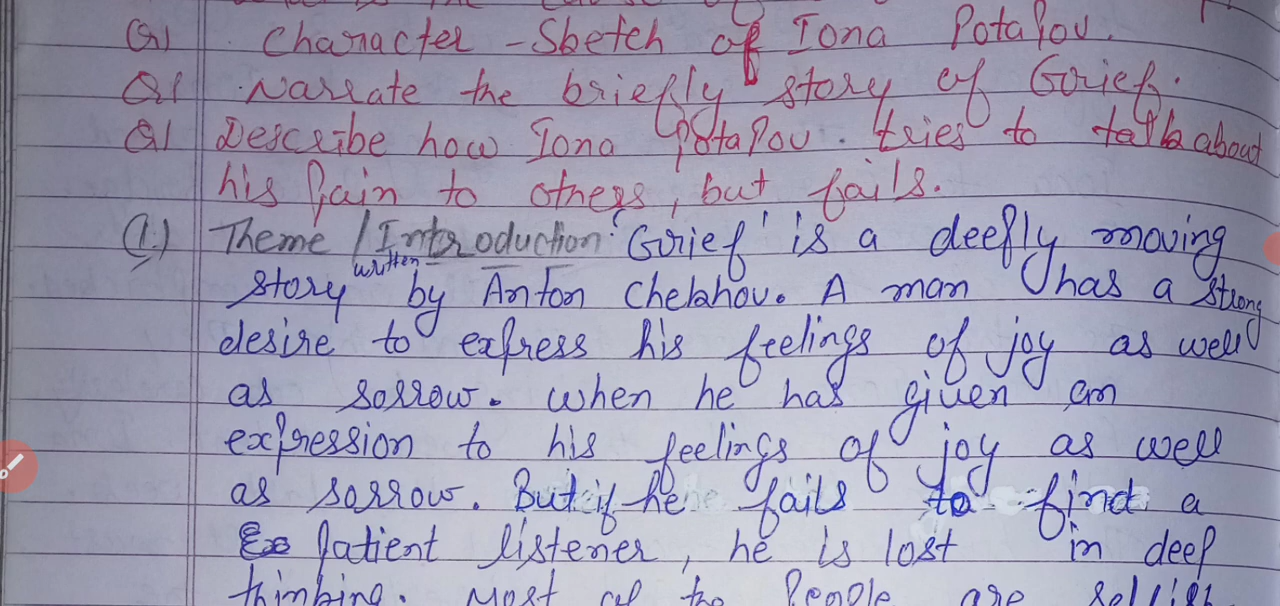 Q) Character - Sketch of Iona Potapov.
Q) Narrate the briefly story of Grief.
Q) Describe how Iona Potapov. tries to talk about
his pain to others, but fails.
(1.) Theme / Introduction : 'Grief' is a deeply moving
story written by Anton Chekhov. A man has a strong
desire to express his feelings of joy as well
as sorrow. When he has given an
expression to his feelings of joy as well
as sorrow. But if he fails to find a
patient listener, he is lost in deep
thinking. Most of the People are selfish